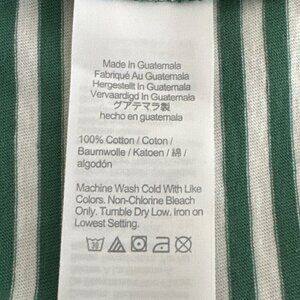 Made in Guatemala
Fabriqué Au Guatemala
Hergestellt In Guatemala
Vervaardigd In Guatemala
グアテマラ製
hecho en guatemala
100% Cotton / Coton /
Baumwolle / Katoen / 綿 /
algodón
Machine Wash Cold With Like
Colors. Non-Chlorine Bleach
Only. Tumble Dry Low. Iron on
Lowest Setting.